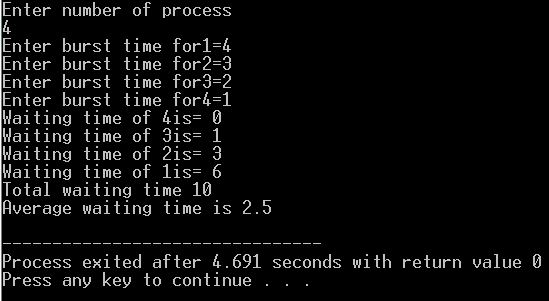 Enter number of process
4
Enter burst time for1=4
Enter burst time for2=3
Enter burst time for3=2
Enter burst time for4=1
Waiting time of 4is= 0
Waiting time of 3is= 1
Waiting time of 2is= 3
Waiting time of 1is= 6
Total waiting time 10
Average waiting time is 2.5
--------------------------------
Process exited after 4.691 seconds with return value 0
Press any key to continue . . .